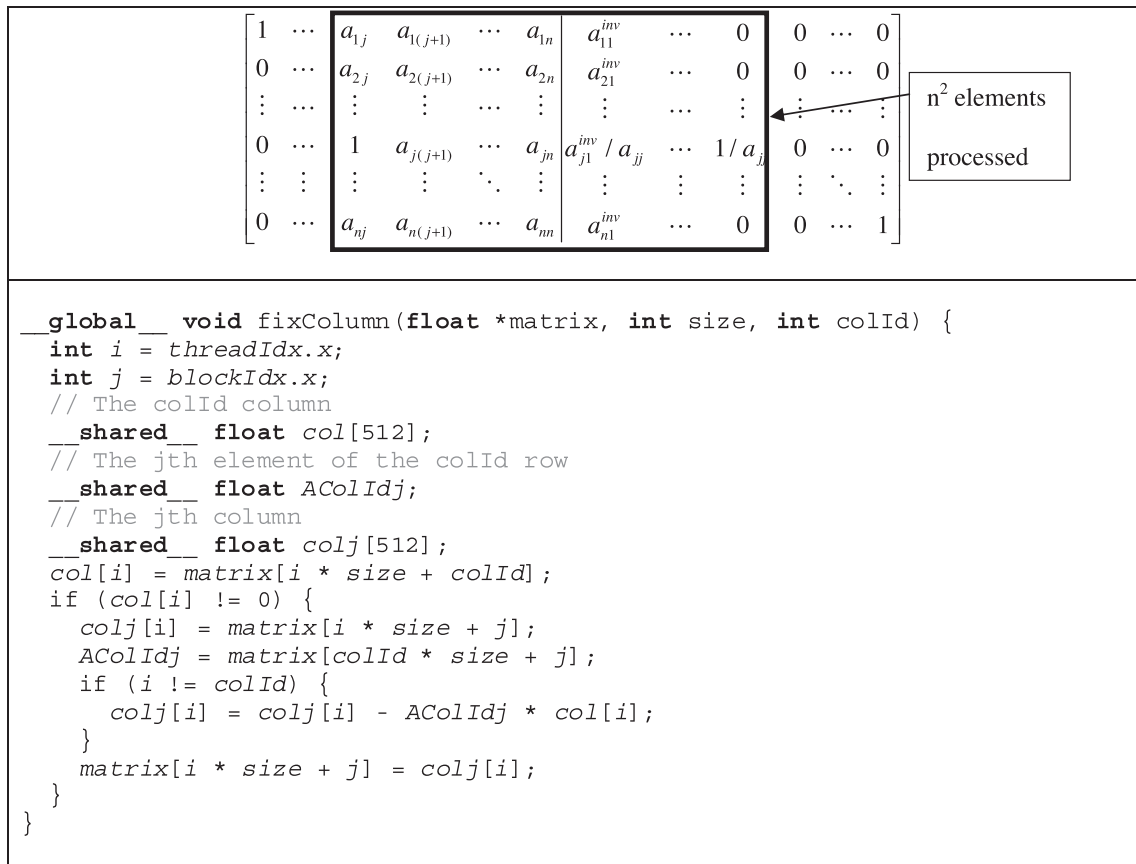 1 ⋯ a_{1j} a_{1(j+1)} ⋯ a_{1n} a_{11}^{inv} ⋯ 0 0 ⋯ 0
0 ⋯ a_{2j} a_{2(j+1)} ⋯ a_{2n} a_{21}^{inv} ⋯ 0 0 ⋯ 0
⋮ ⋯ ⋮ ⋮ ⋯ ⋮ ⋮ ⋯ ⋮ ⋮ ⋯ ⋮
0 ⋯ 1 a_{j(j+1)} ⋯ a_{jn} a_{j1}^{inv} / a_{jj} ⋯ 1/a_{jj} 0 ⋯ 0
⋮ ⋮ ⋮ ⋮ ⋱ ⋮ ⋮ ⋮ ⋮ ⋮ ⋱ ⋮
0 ⋯ a_{nj} a_{n(j+1)} ⋯ a_{nn} a_{n1}^{inv} ⋯ 0 0 ⋯ 1
n² elements
processed
__global__ void fixColumn(float *matrix, int size, int colId) {
int i = threadIdx.x;
int j = blockIdx.x;
// The colId column
__shared__ float col[512];
// The jth element of the colId row
__shared__ float AColIdj;
// The jth column
__shared__ float colj[512];
col[i] = matrix[i * size + colId];
if (col[i] != 0) {
colj[i] = matrix[i * size + j];
AColIdj = matrix[colId * size + j];
if (i != colId) {
colj[i] = colj[i] - AColIdj * col[i];
}
matrix[i * size + j] = colj[i];
}
}